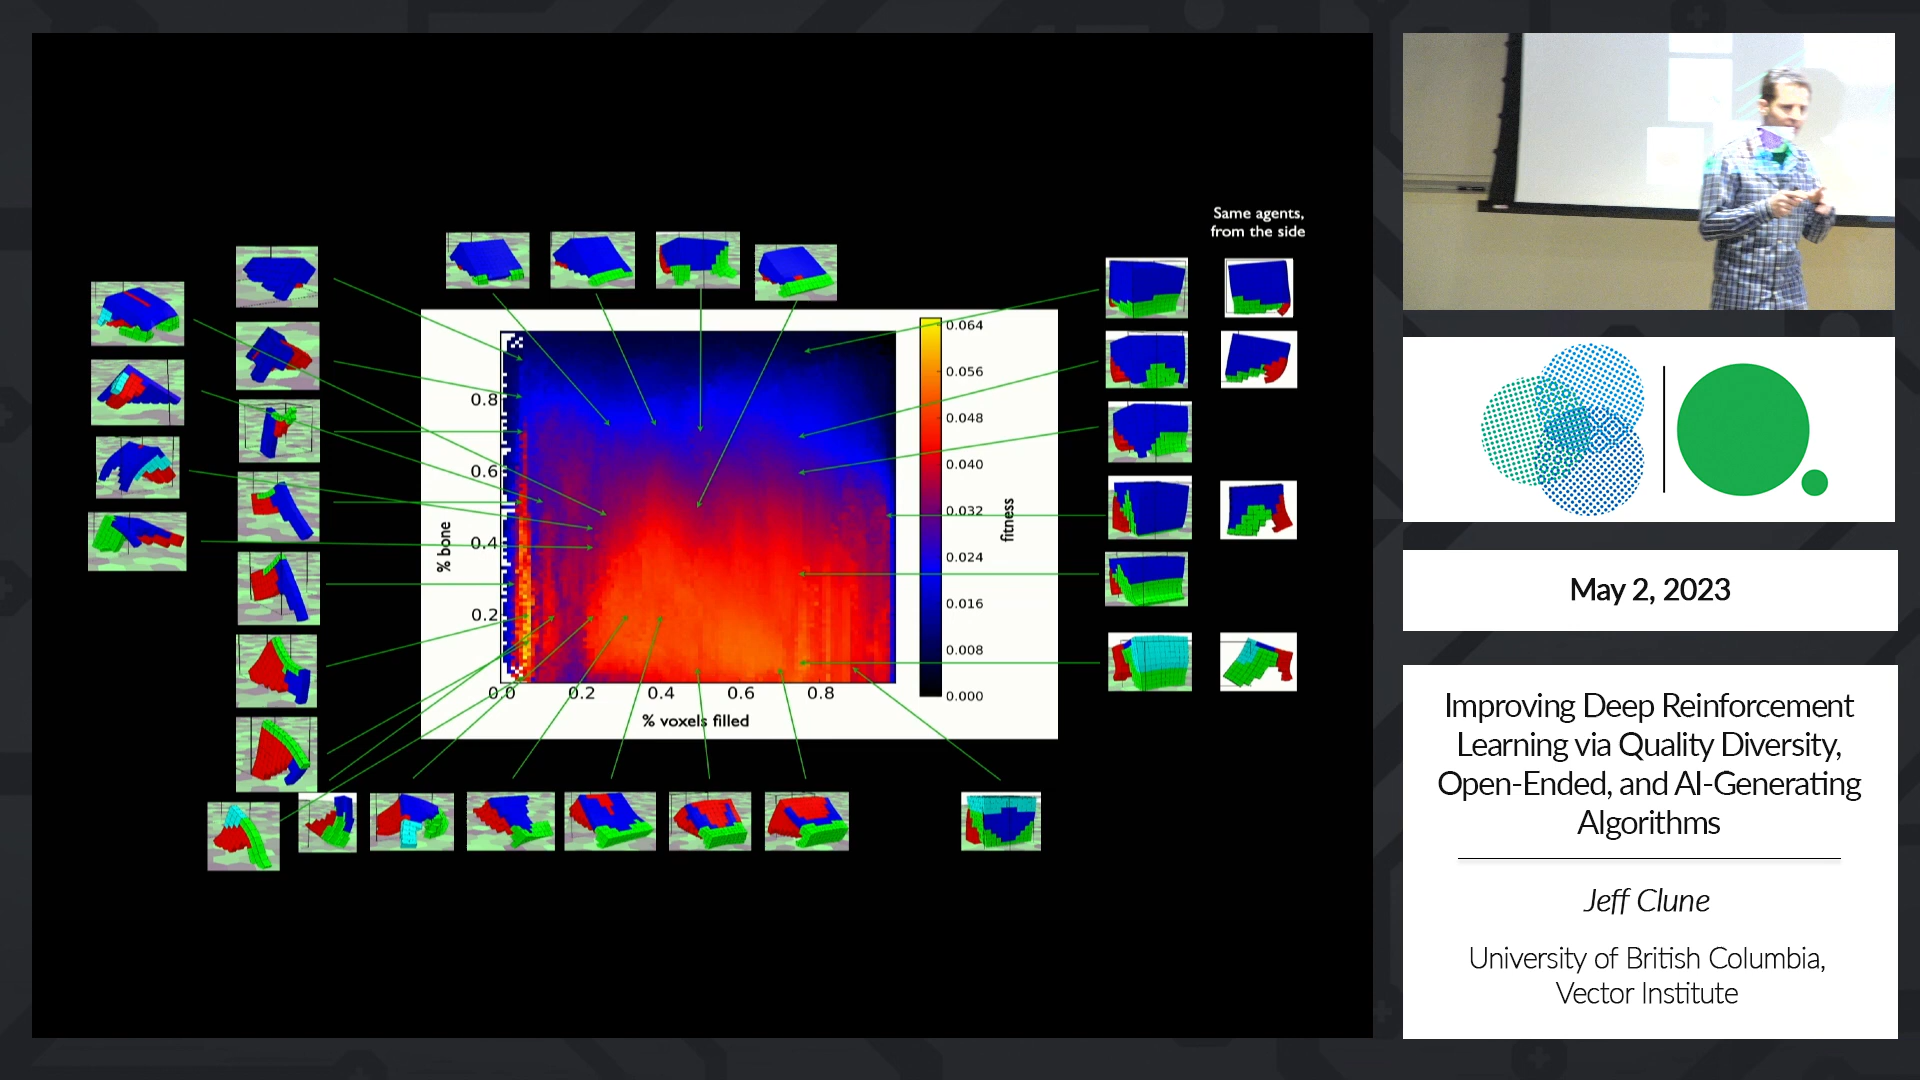 Same agents,
from the side
0.8
0.6
0.4
0.2
% bone
0.0 0.2 0.4 0.6 0.8
% voxels filled
0.064
0.056
0.048
0.040
0.032
0.024
0.016
0.008
0.000
fitness
May 2, 2023
Improving Deep Reinforcement
Learning via Quality Diversity,
Open-Ended, and AI-Generating
Algorithms
Jeff Clune
University of British Columbia,
Vector Institute